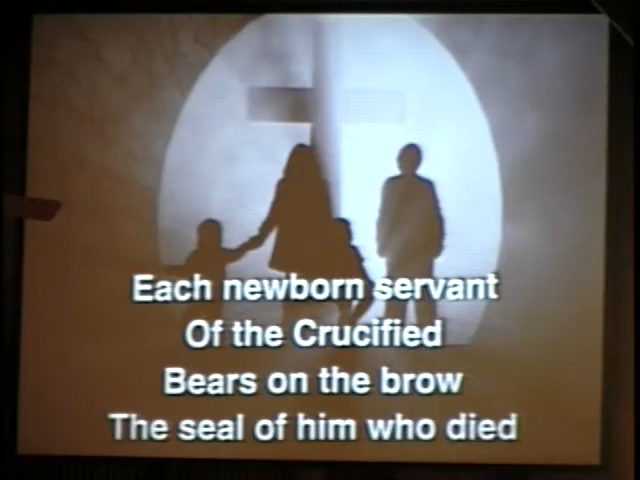 Each newborn servant
Of the Crucified
Bears on the brow
The seal of him who died